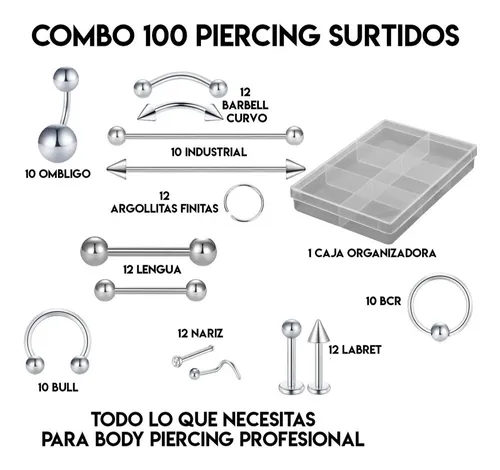 COMBO 100 PIERCING SURTIDOS
10 OMBLIGO
12
BARBELL
CURVO
10 INDUSTRIAL
12
ARGOLLITAS FINITAS
1 CAJA ORGANIZADORA
12 LENGUA
10 BCR
10 BULL
12 NARIZ
12 LABRET
TODO LO QUE NECESITAS
PARA BODY PIERCING PROFESIONAL